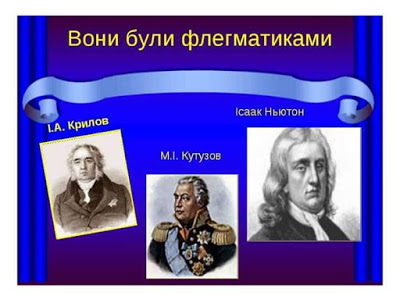 Вони були флегматиками
Ісаак Ньютон
І.А. Крилов
М.І. Кутузов